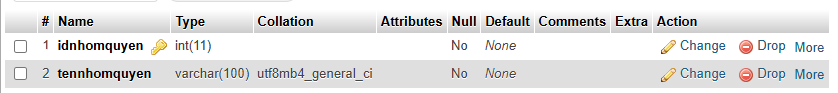 # Name Type Collation Attributes Null Default Comments Extra Action
1 idnhomquyen int(11) No None Change Drop More
2 tennhomquyen varchar(100) utf8mb4_general_ci No None Change Drop More